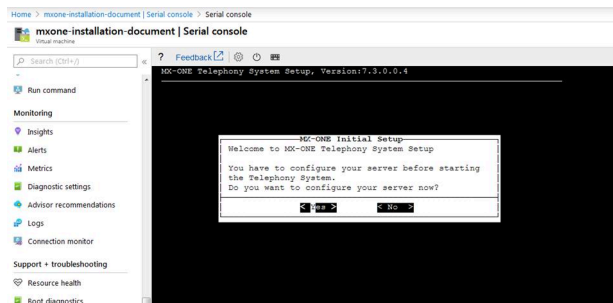 Home > mxone-installation-document | Serial console > Serial console
mxone-installation-document | Serial console
Virtual machine
Search (Ctrl+/)
«
? Feedback
MX-ONE Telephony System Setup, Version:7.3.0.0.4
Run command
Monitoring
Insights
Alerts
Metrics
Diagnostic settings
Advisor recommendations
Logs
Connection monitor
Support + troubleshooting
Resource health
Boot diagnostics
MX-ONE Initial Setup
Welcome to MX-ONE Telephony System Setup
You have to configure your server before starting
the Telephony System.
Do you want to configure your server now?
< Yes > < No >